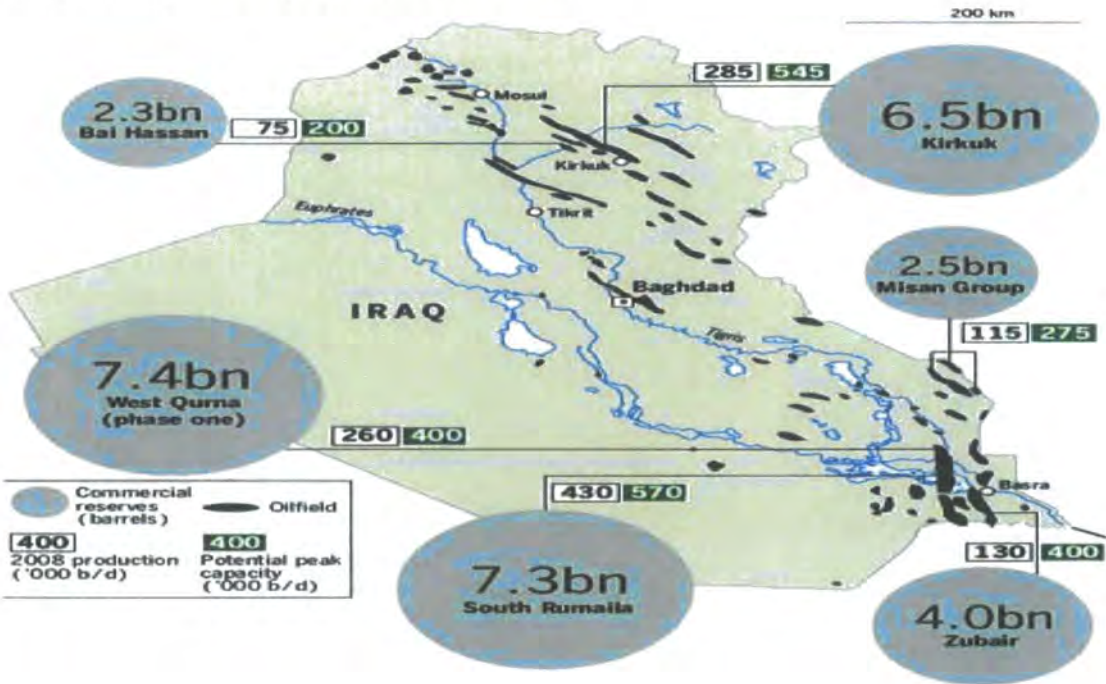 200 km
285 545
6.5bn
Kirkuk
2.3bn
Bai Hassan
75 200
Mosul
Kirkuk
Tikrit
Euphrates
2.5bn
Misan Group
115 275
Baghdad
IRAQ
Tigris
7.4bn
West Qurna
(phase one)
260 400
430 570
Basra
130 400
7.3bn
South Rumaila
4.0bn
Zubair
Commercial
reserves
(barrels)
Oilfield
400
2008 production
('000 b/d)
400
Potential peak
capacity
('000 b/d)